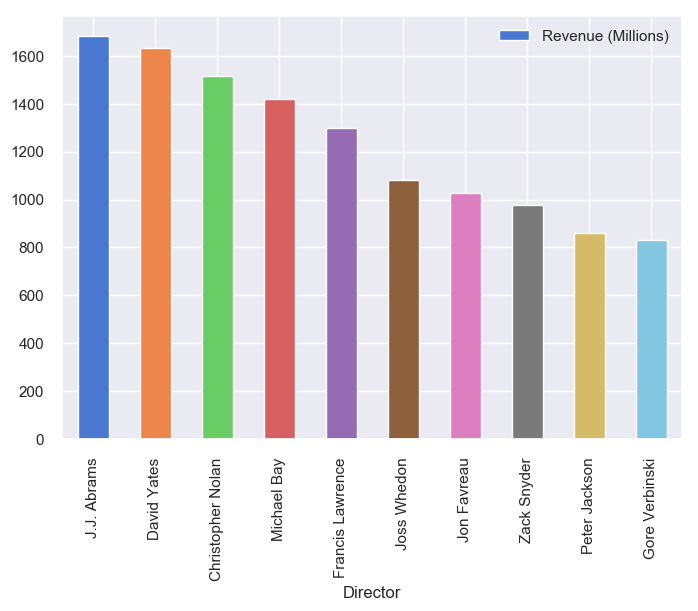 Revenue (Millions)
1600
1400
1200
1000
800
600
400
200
0
J.J. Abrams
David Yates
Christopher Nolan
Michael Bay
Francis Lawrence
Joss Whedon
Jon Favreau
Zack Snyder
Peter Jackson
Gore Verbinski
Director